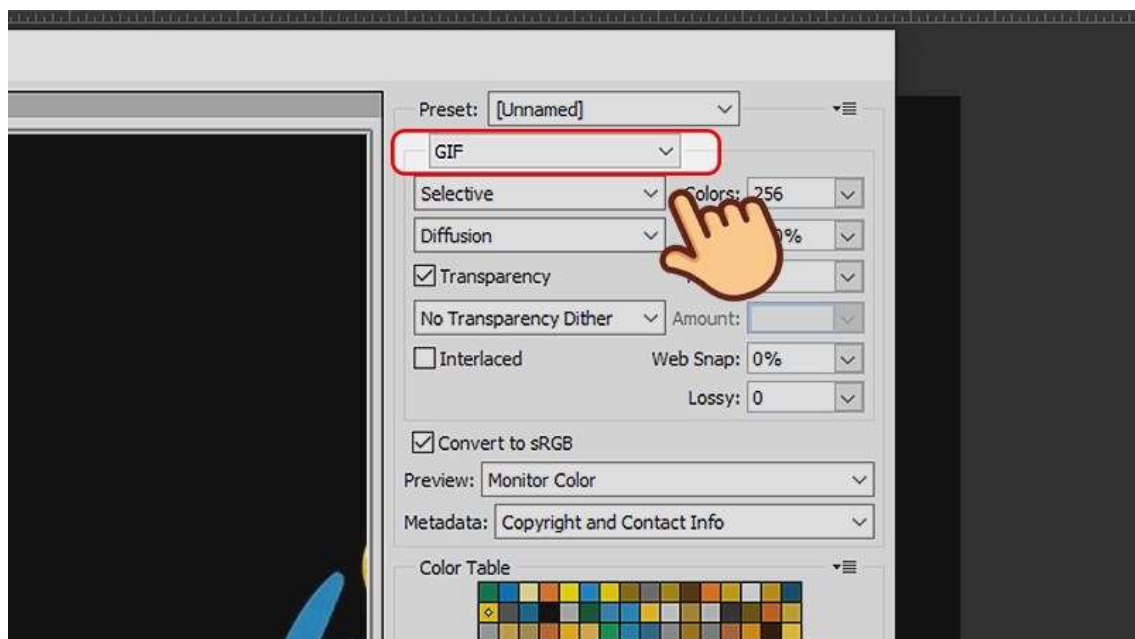 Preset: [Unnamed]
GIF
Selective Colors: 256
Diffusion %
Transparency
No Transparency Dither Amount:
Interlaced Web Snap: 0%
Lossy: 0
Convert to sRGB
Preview: Monitor Color
Metadata: Copyright and Contact Info
Color Table